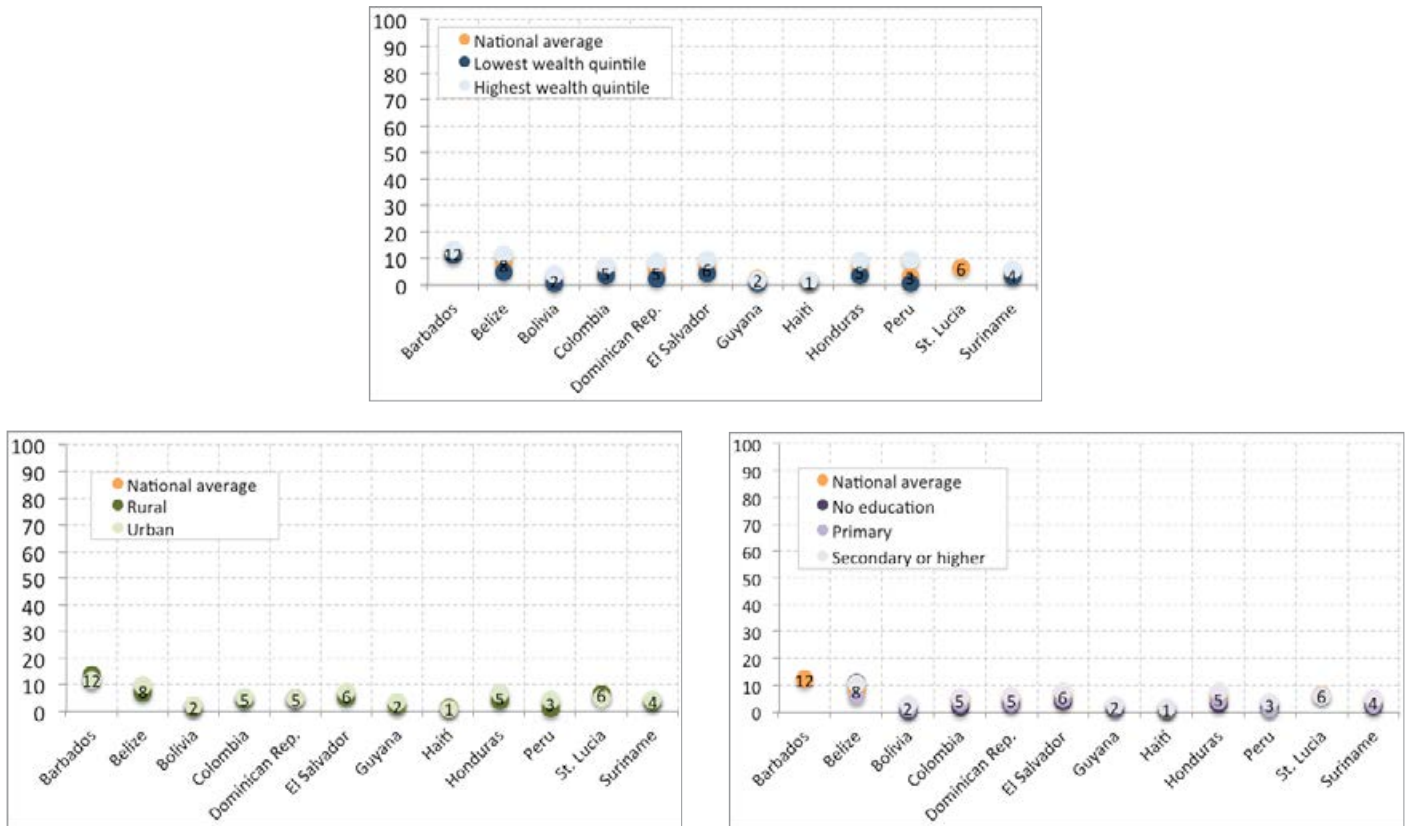 100
90
80
70
60
50
40
30
20
10
0
National average
Lowest wealth quintile
Highest wealth quintile
12 8 2 5 5 6 2 1 5 3 6 4
Barbados Belize Bolivia Colombia Dominican Rep. El Salvador Guyana Haiti Honduras Peru St. Lucia Suriname
100
90
80
70
60
50
40
30
20
10
0
National average
Rural
Urban
12 8 2 5 5 6 2 1 5 3 6 4
Barbados Belize Bolivia Colombia Dominican Rep. El Salvador Guyana Haiti Honduras Peru St. Lucia Suriname
100
90
80
70
60
50
40
30
20
10
0
National average
No education
Primary
Secondary or higher
12 8 2 5 5 6 2 1 5 3 6 4
Barbados Belize Bolivia Colombia Dominican Rep. El Salvador Guyana Haiti Honduras Peru St. Lucia Suriname